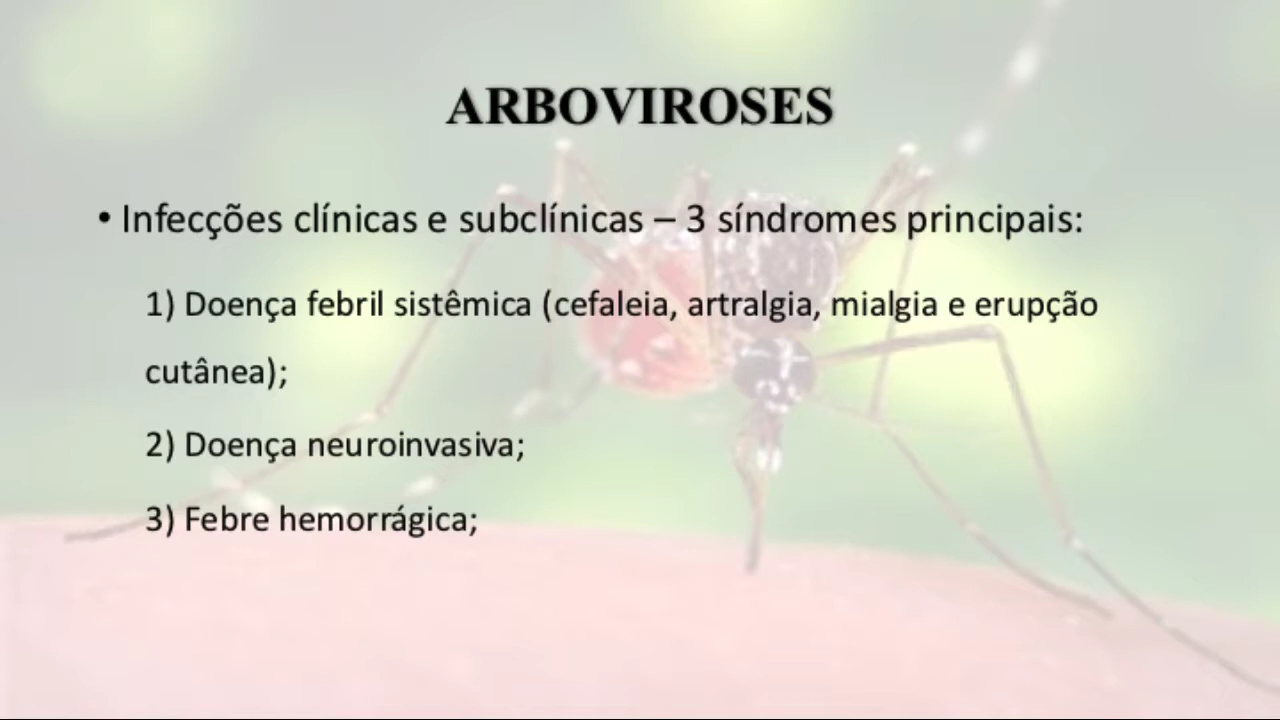 ARBOVIROSES
• Infecções clínicas e subclínicas – 3 síndromes principais:
1) Doença febril sistêmica (cefaleia, artralgia, mialgia e erupção
cutânea);
2) Doença neuroinvasiva;
3) Febre hemorrágica;